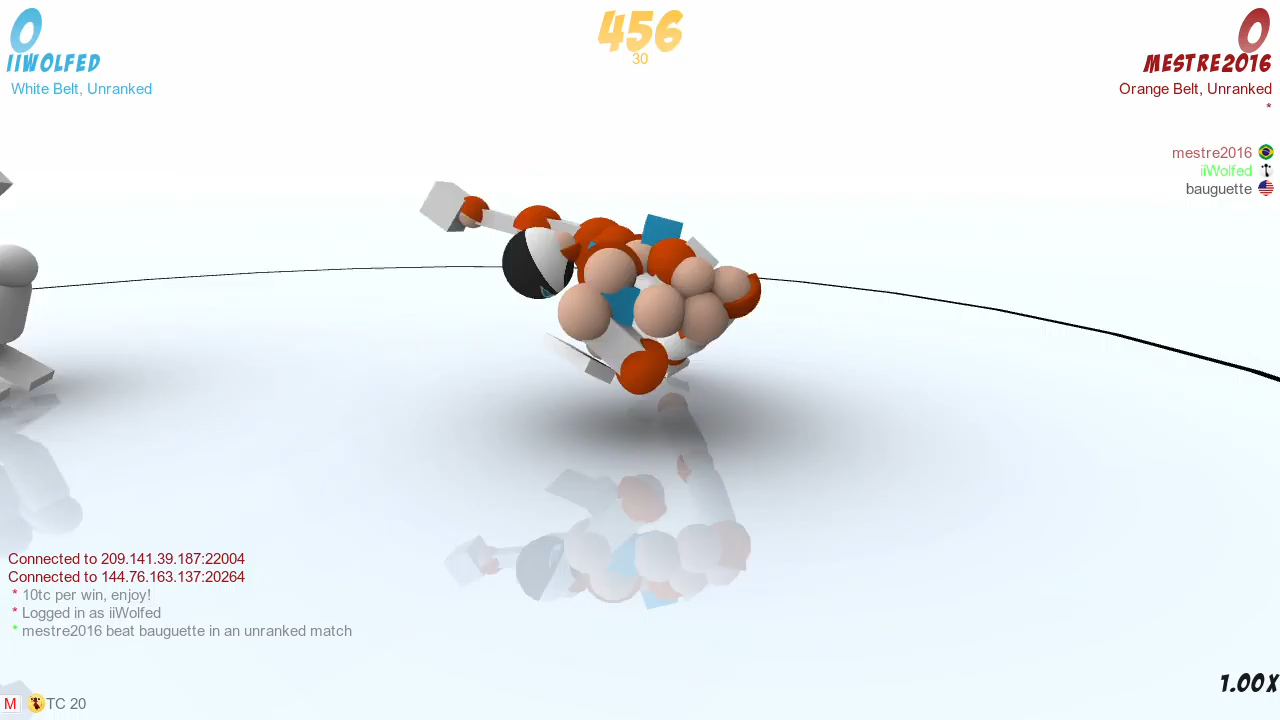 0
IIWOLFED
White Belt, Unranked
456
30
0
MESTRE2016
Orange Belt, Unranked
*
mestre2016
iiWolfed
bauguette
Connected to 209.141.39.187:22004
Connected to 144.76.163.137:20264
* 10tc per win, enjoy!
* Logged in as iiWolfed
* mestre2016 beat bauguette in an unranked match
M TC 20
1.00X